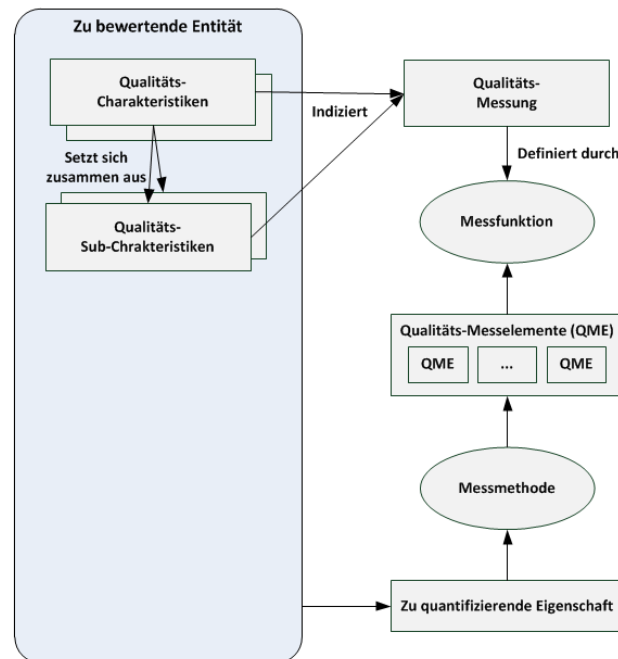 Zu bewertende Entität
Qualitäts-
Charakteristiken
Setzt sich
zusammen aus
Qualitäts-
Sub-Chrakteristiken
Indiziert
Qualitäts-
Messung
Definiert durch
Messfunktion
Qualitäts-Messelemente (QME)
QME ... QME
Messmethode
Zu quantifizierende Eigenschaft